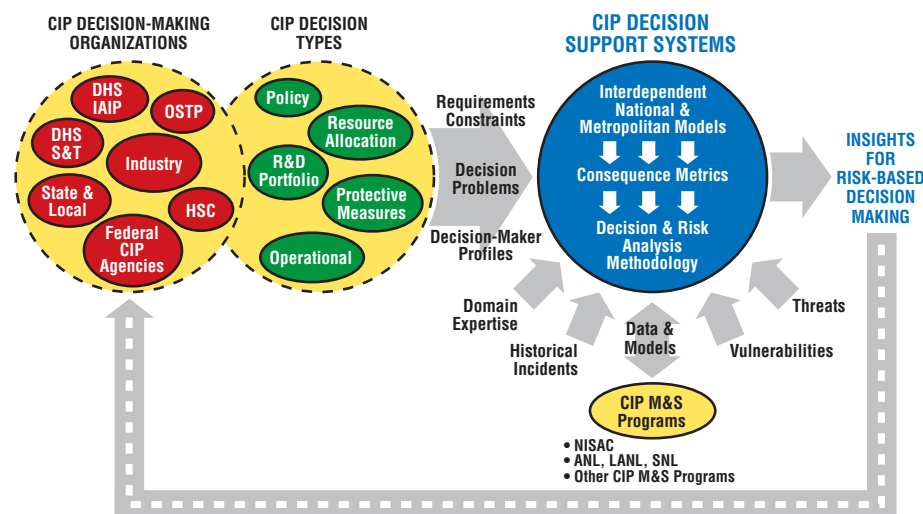 CIP DECISION-MAKING
ORGANIZATIONS
CIP DECISION
TYPES
CIP DECISION
SUPPORT SYSTEMS
DHS
IAIP
OSTP
DHS
S&T
Industry
State &
Local
HSC
Federal
CIP
Agencies
Policy
Resource
Allocation
R&D
Portfolio
Protective
Measures
Operational
Requirements
Constraints
Decision
Problems
Decision-Maker
Profiles
Interdependent
National &
Metropolitan Models
Consequence Metrics
Decision & Risk
Analysis
Methodology
INSIGHTS
FOR
RISK-BASED
DECISION
MAKING
Domain
Expertise
Historical
Incidents
Data &
Models
Vulnerabilities
Threats
CIP M&S
Programs
• NISAC
• ANL, LANL, SNL
• Other CIP M&S Programs